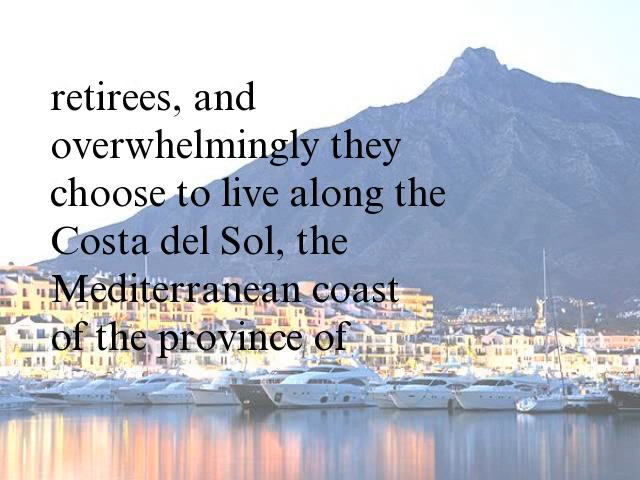 retirees, and
overwhelmingly they
choose to live along the
Costa del Sol, the
Mediterranean coast
of the province of